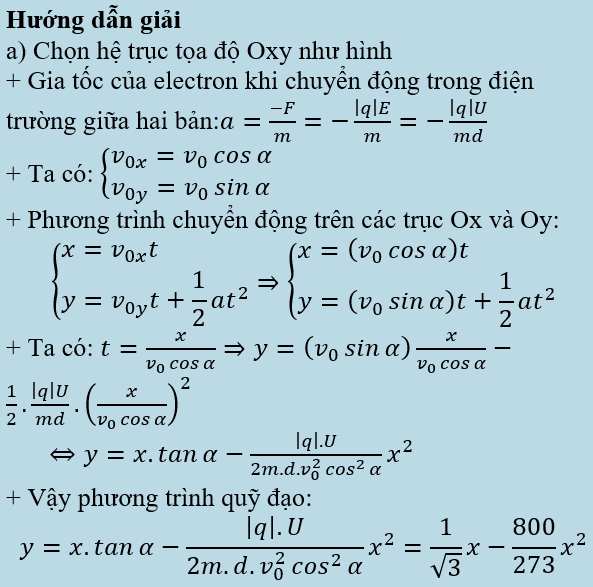 Hướng dẫn giải
a) Chọn hệ trục tọa độ Oxy như hình
+ Gia tốc của electron khi chuyển động trong điện
trường giữa hai bản: $a = \frac{-F}{m} = -\frac{|q|E}{m} = -\frac{|q|U}{md}$
+ Ta có: $\begin{cases} v_{0x} = v_0 \cos \alpha \\ v_{0y} = v_0 \sin \alpha \end{cases}$
+ Phương trình chuyển động trên các trục Ox và Oy:
$\begin{cases} x = v_{0x}t \\ y = v_{0y}t + \frac{1}{2}at^2 \end{cases} \Rightarrow \begin{cases} x = (v_0 \cos \alpha)t \\ y = (v_0 \sin \alpha)t + \frac{1}{2}at^2 \end{cases}$
+ Ta có: $t = \frac{x}{v_0 \cos \alpha} \Rightarrow y = (v_0 \sin \alpha)\frac{x}{v_0 \cos \alpha} -$
$\frac{1}{2}.\frac{|q|U}{md}.\left(\frac{x}{v_0 \cos \alpha}\right)^2$
$\Leftrightarrow y = x.\tan \alpha - \frac{|q|.U}{2m.d.v_0^2 \cos^2 \alpha}x^2$
+ Vậy phương trình quỹ đạo:
$y = x.\tan \alpha - \frac{|q|.U}{2m.d.v_0^2 \cos^2 \alpha}x^2 = \frac{1}{\sqrt{3}}x - \frac{800}{273}x^2$